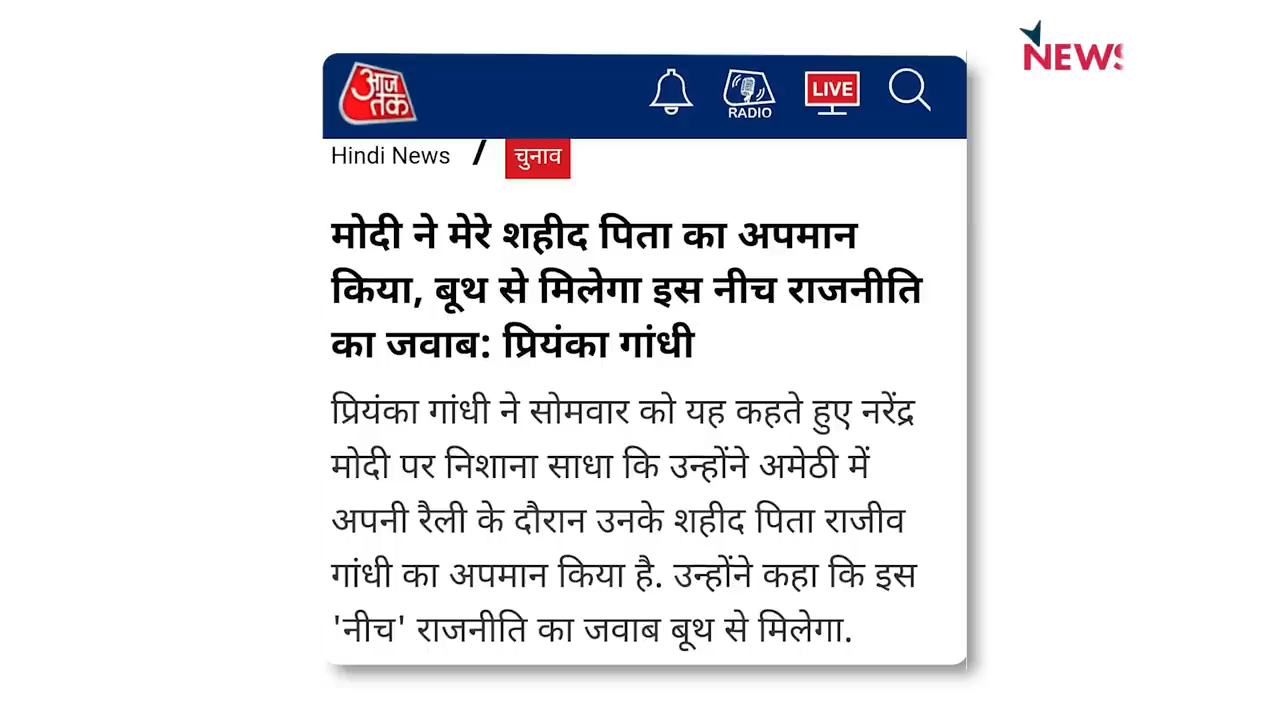 NEWS
आज तक
RADIO
LIVE
Hindi News / चुनाव
मोदी ने मेरे शहीद पिता का अपमान
किया, बूथ से मिलेगा इस नीच राजनीति
का जवाब: प्रियंका गांधी
प्रियंका गांधी ने सोमवार को यह कहते हुए नरेंद्र
मोदी पर निशाना साधा कि उन्होंने अमेठी में
अपनी रैली के दौरान उनके शहीद पिता राजीव
गांधी का अपमान किया है. उन्होंने कहा कि इस
'नीच' राजनीति का जवाब बूथ से मिलेगा.